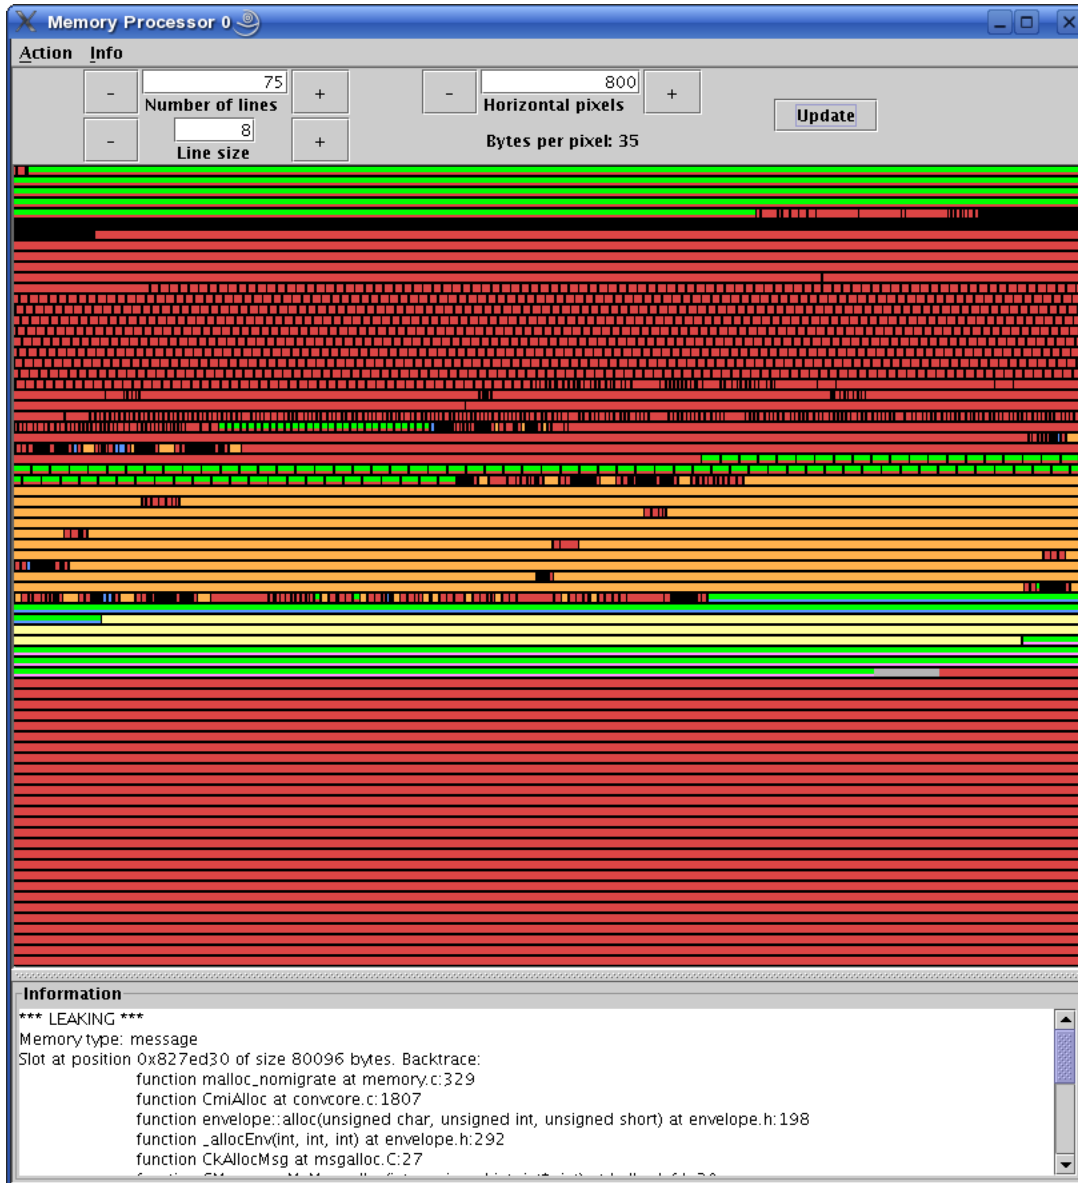 Memory Processor 0
Action Info
- 75 + - 800 +
Number of lines Horizontal pixels
Update
- 8 + Bytes per pixel: 35
Line size
Information
*** LEAKING ***
Memory type: message
Slot at position 0x827ed30 of size 80096 bytes. Backtrace:
function malloc_nomigrate at memory.c:329
function CmiAlloc at convcore.c:1807
function envelope::alloc(unsigned char, unsigned int, unsigned short) at envelope.h:198
function _allocEnv(int, int, int) at envelope.h:292
function CkAllocMsg at msgalloc.C:27